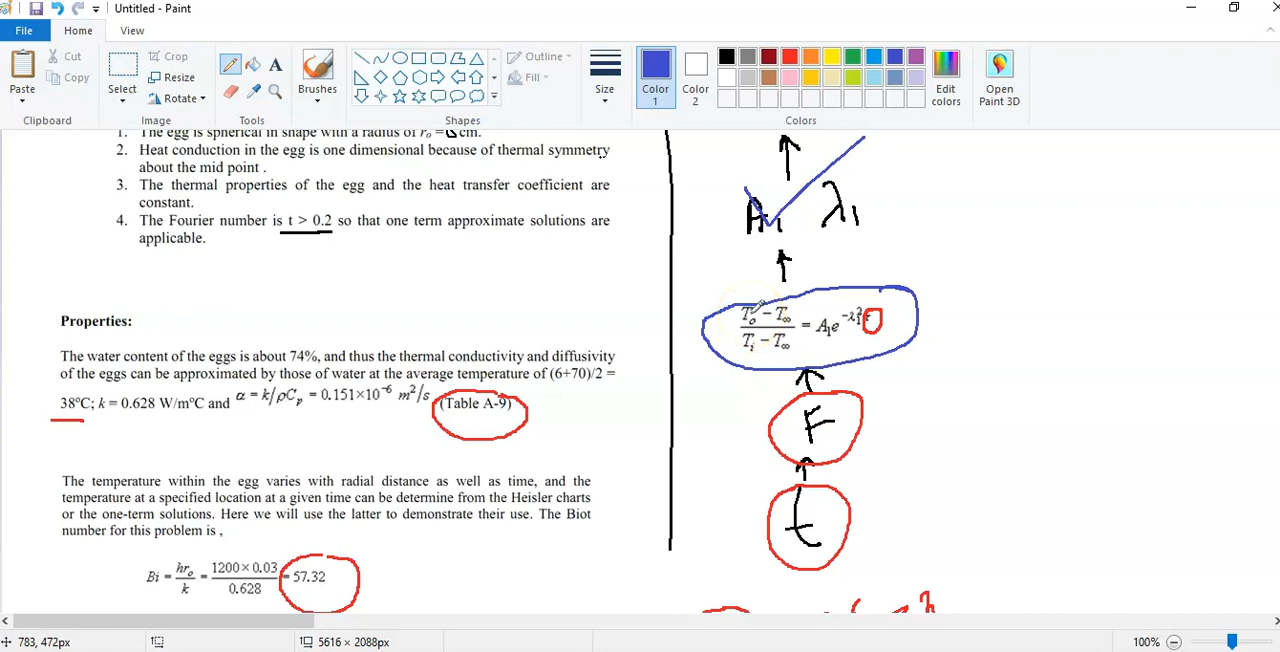 Untitled - Paint
File
Home
View
Paste
Cut
Copy
Clipboard
Select
Crop
Resize
Rotate
Image
A
Tools
Brushes
Shapes
Outline
Fill
Size
Color 1
Color 2
Colors
Edit colors
Open Paint 3D
1. The egg is spherical in shape with a radius of rₒ = cm.
2. Heat conduction in the egg is one dimensional because of thermal symmetry
about the mid point .
3. The thermal properties of the egg and the heat transfer coefficient are
constant.
4. The Fourier number is t > 0.2 so that one term approximate solutions are
applicable.
Properties:
The water content of the eggs is about 74%, and thus the thermal conductivity and diffusivity
of the eggs can be approximated by those of water at the average temperature of (6+70)/2 =
38ºC; k = 0.628 W/mºC and α = k/ρCₚ = 0.151×10⁻⁶ m²/s (Table A-9)
The temperature within the egg varies with radial distance as well as time, and the
temperature at a specified location at a given time can be determine from the Heisler charts
or the one-term solutions. Here we will use the latter to demonstrate their use. The Biot
number for this problem is ,
Bi = hrₒ/k = 1200×0.03/0.628 = 57.32
A₁ λ₁
Tₒ − T∞ / Tᵢ − T∞ = A₁e^−λ₁²
t
783, 472px
5616 × 2088px
100%